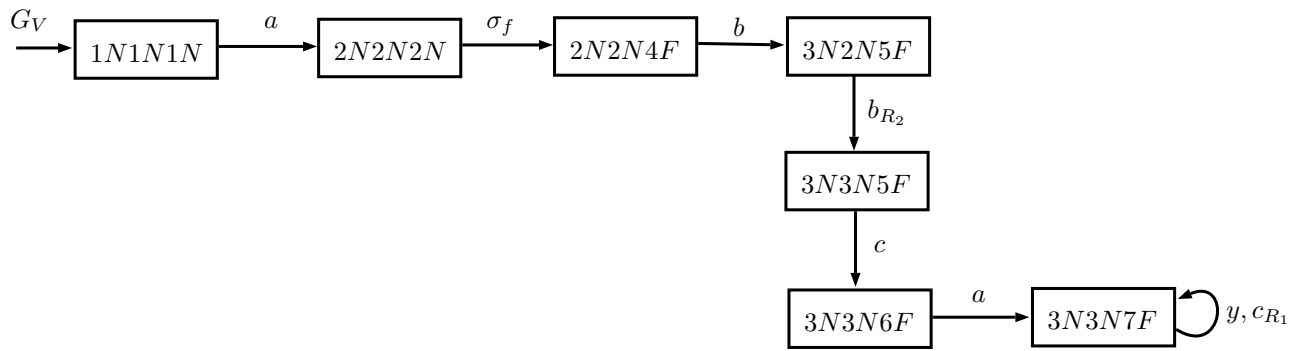 G_V
1N1N1N
a
2N2N2N
σ_f
2N2N4F
b
3N2N5F
b_{R_2}
3N3N5F
c
3N3N6F
a
3N3N7F
y, c_{R_1}